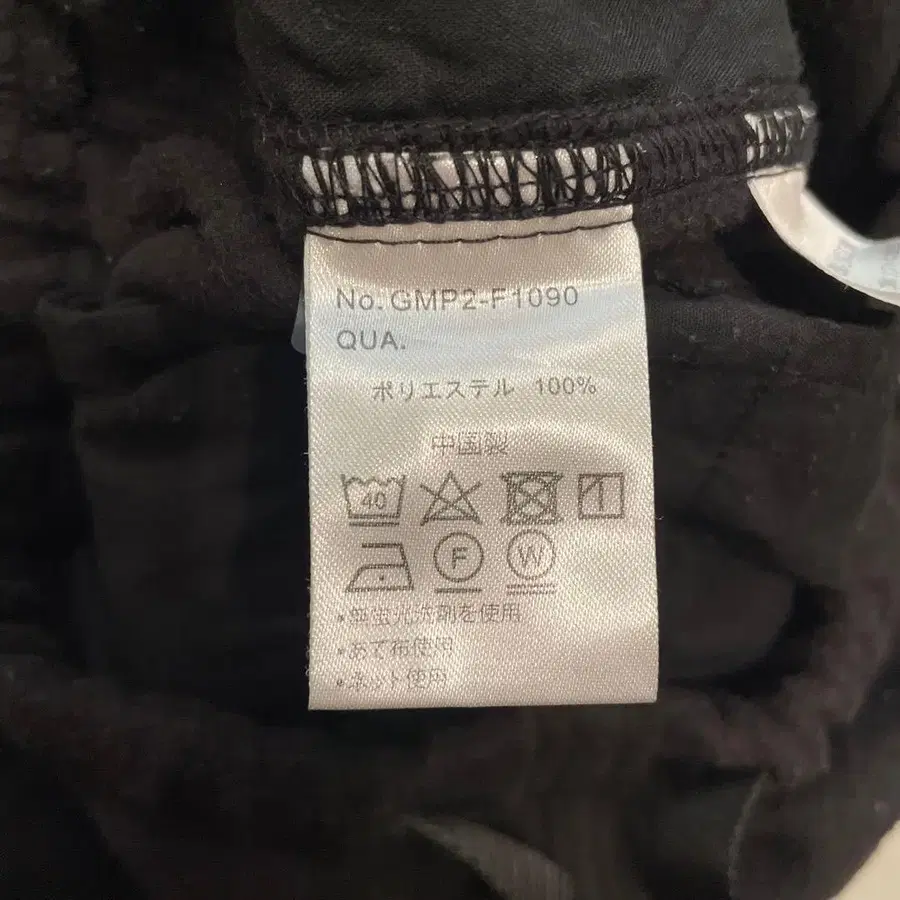 No. GMP2-F1090
QUA.
ポリエステル 100%
中国製
40
F W
•無蛍光洗剤を使用
•あて布使用
•ネット使用